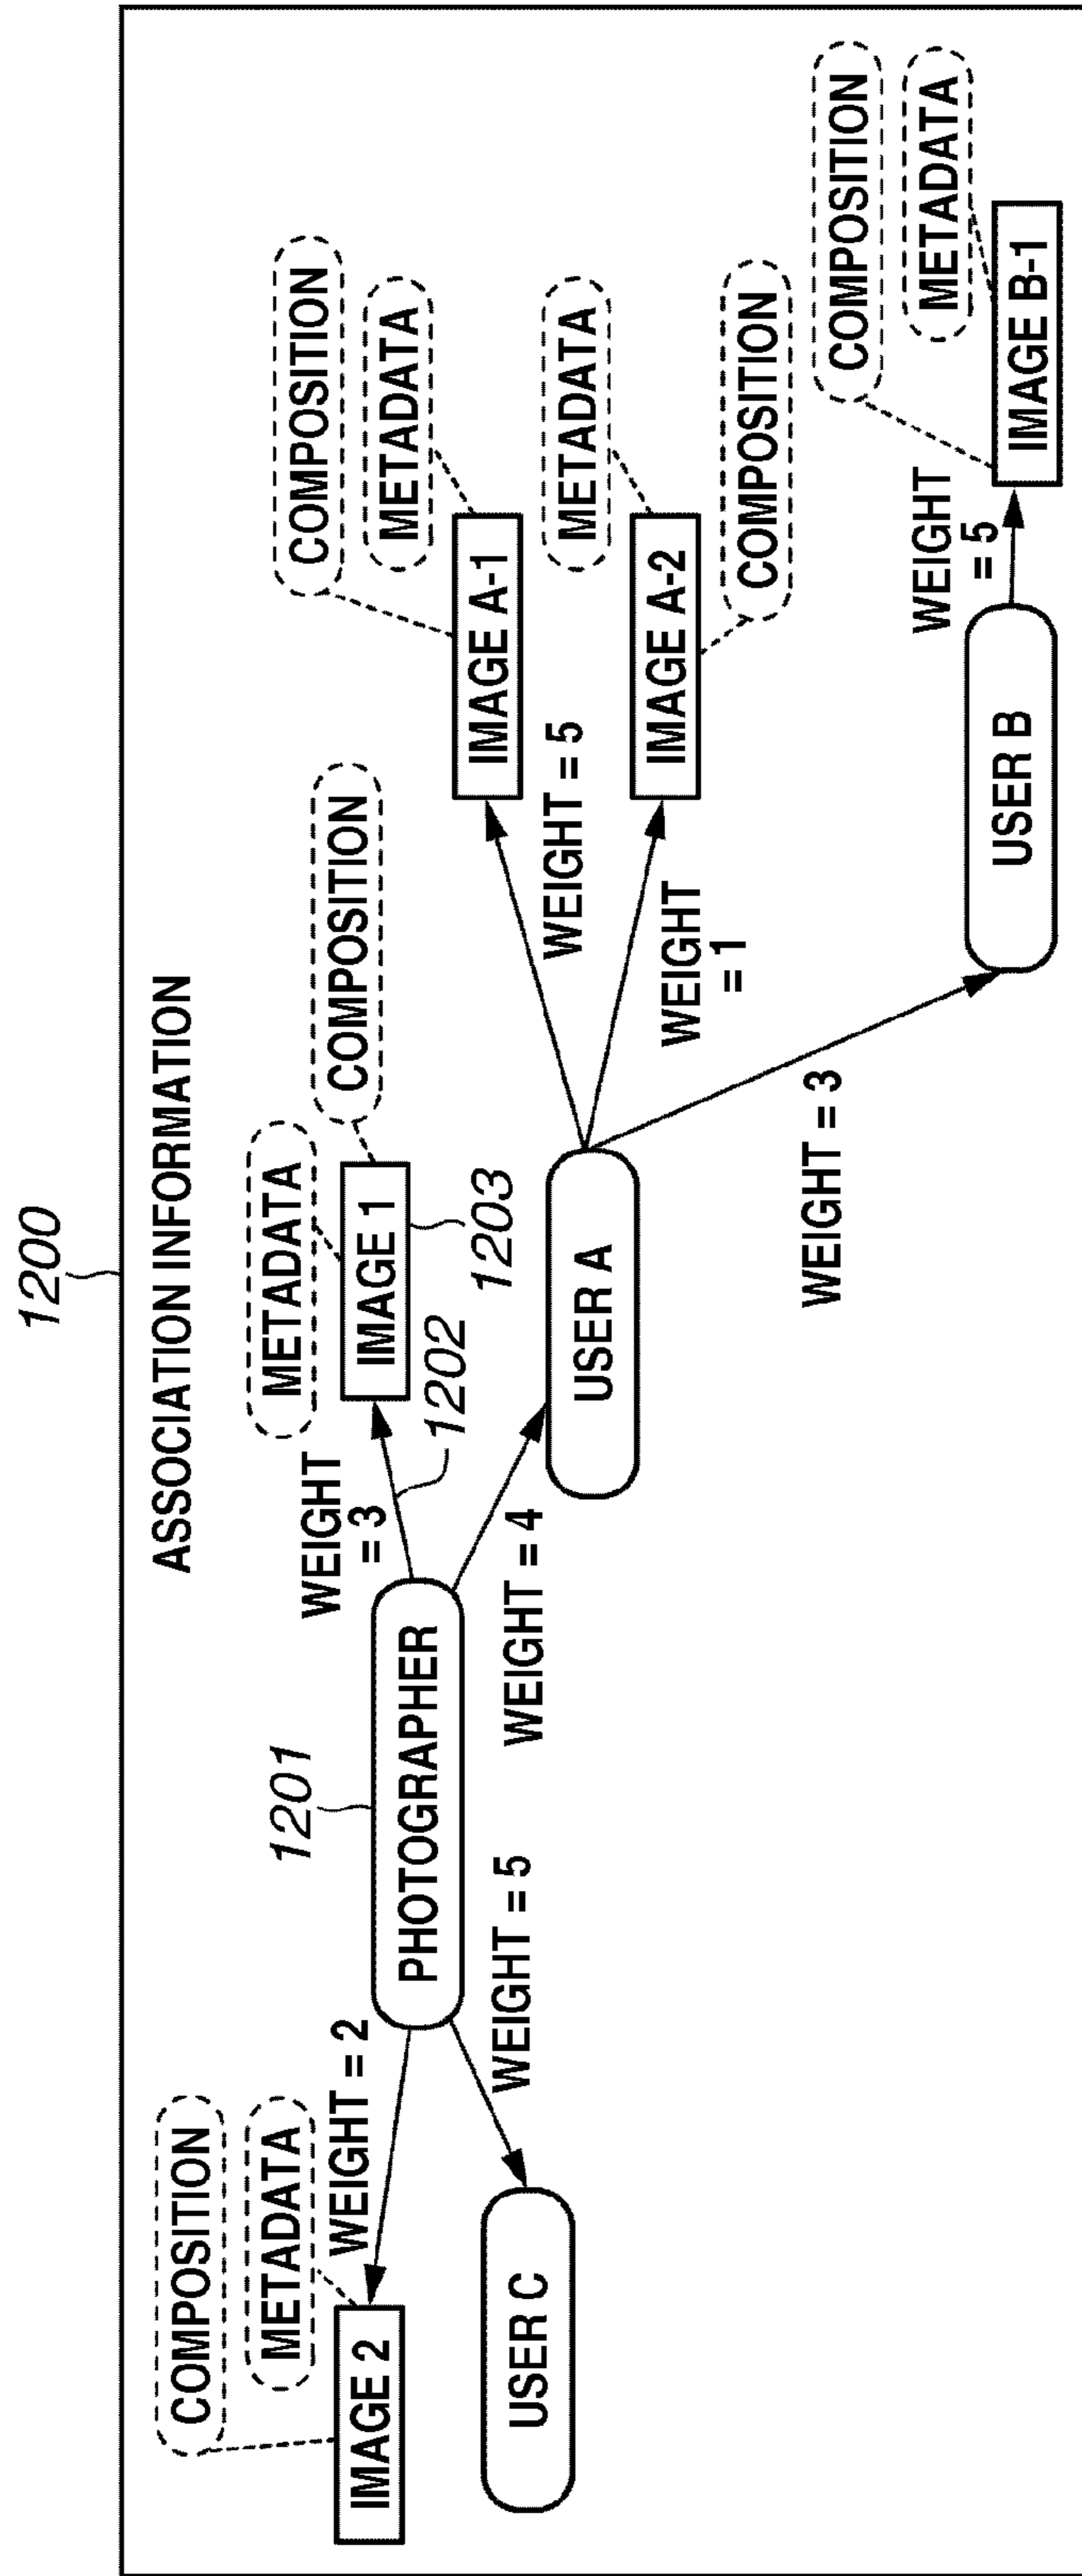 1200
ASSOCIATION INFORMATION
COMPOSITION
METADATA
IMAGE 2
WEIGHT = 2
USER C
WEIGHT = 5
1201
PHOTOGRAPHER
WEIGHT
= 3
1202
WEIGHT = 4
METADATA
IMAGE 1
1203
COMPOSITION
USER A
WEIGHT = 5
WEIGHT
= 1
WEIGHT = 3
COMPOSITION
METADATA
IMAGE A-1
METADATA
IMAGE A-2
COMPOSITION
USER B
WEIGHT
= 5
COMPOSITION
METADATA
IMAGE B-1